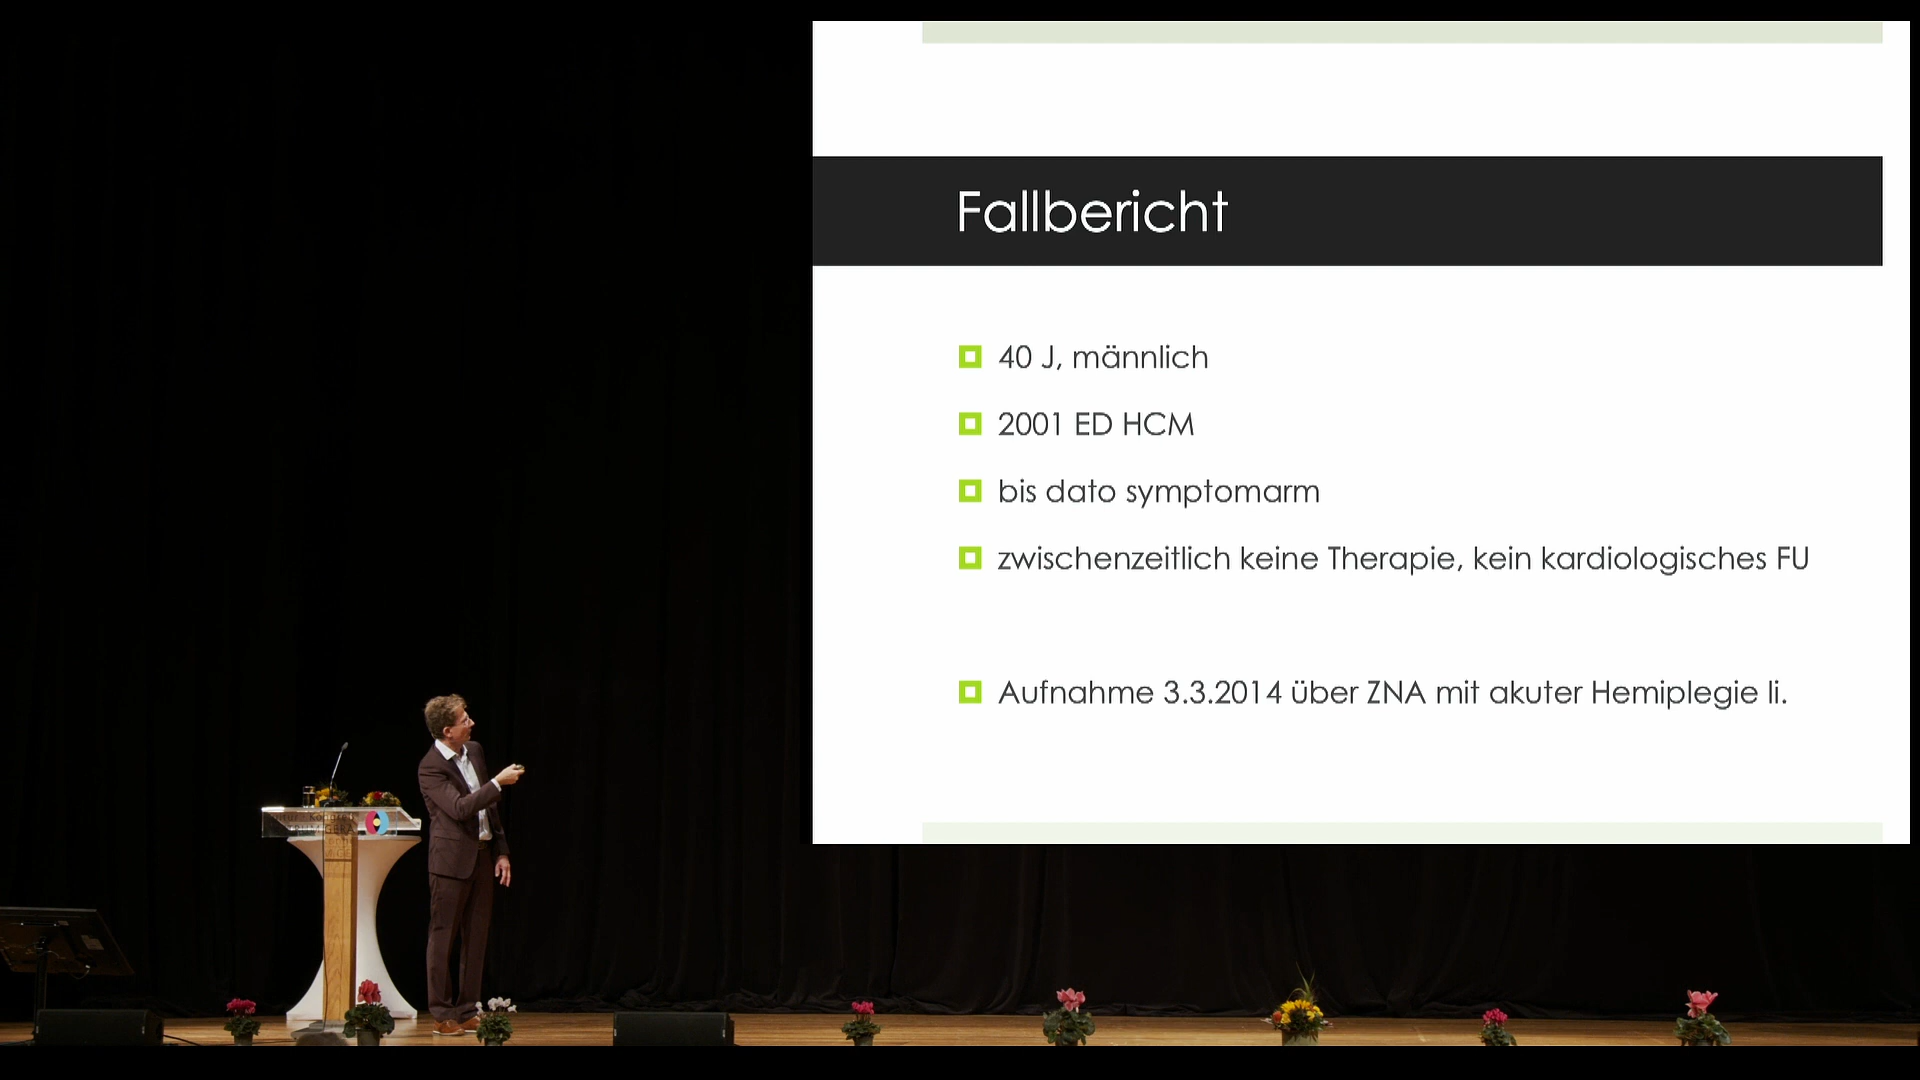 Fallbericht
40 J, männlich
2001 ED HCM
bis dato symptomarm
zwischenzeitlich keine Therapie, kein kardiologisches FU
Aufnahme 3.3.2014 über ZNA mit akuter Hemiplegie li.